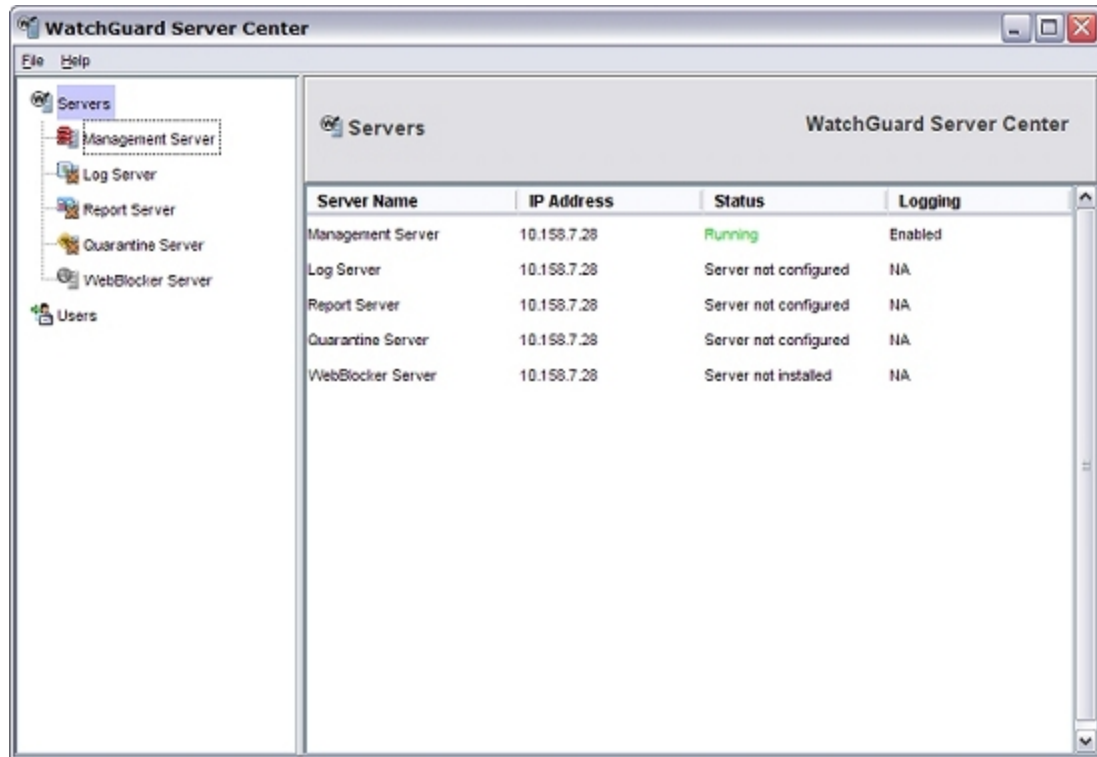 WatchGuard Server Center
File Help
Servers
Management Server
Log Server
Report Server
Quarantine Server
WebBlocker Server
Users
Servers WatchGuard Server Center
Server Name IP Address Status Logging
Management Server 10.158.7.28 Running Enabled
Log Server 10.158.7.28 Server not configured NA
Report Server 10.158.7.28 Server not configured NA
Quarantine Server 10.158.7.28 Server not configured NA
WebBlocker Server 10.158.7.28 Server not installed NA